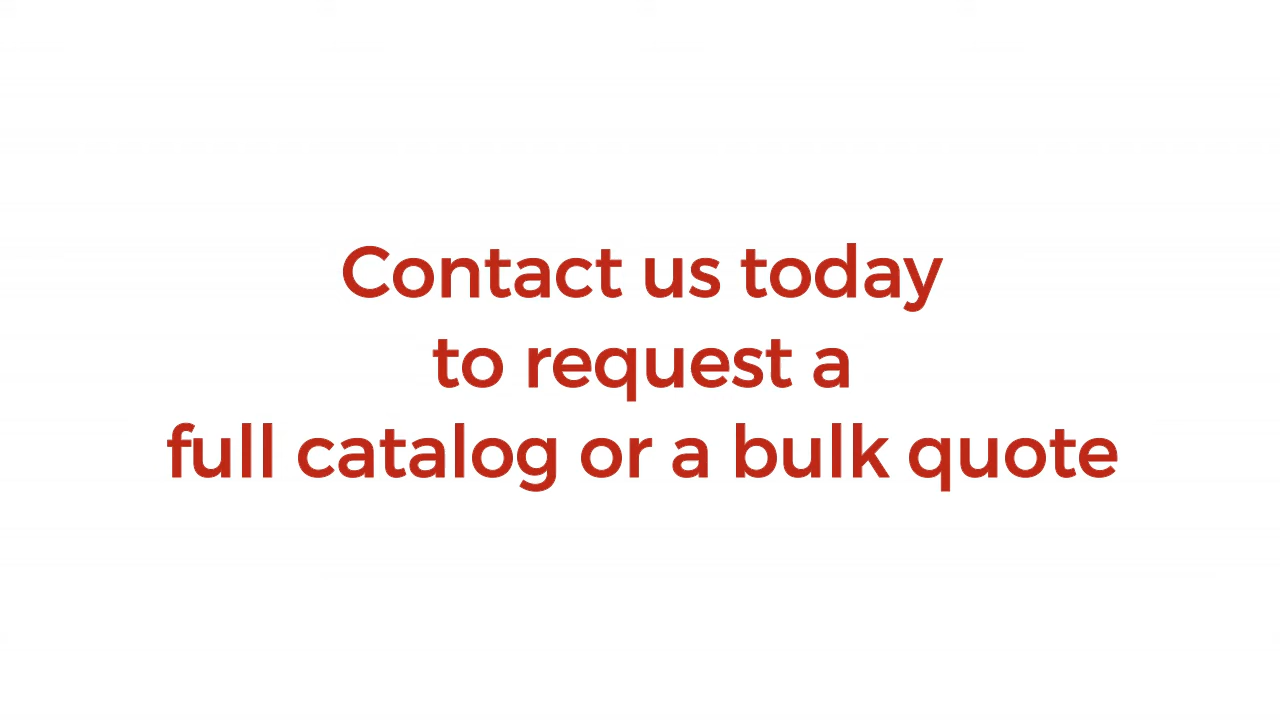 Contact us today
to request a
full catalog or a bulk quote